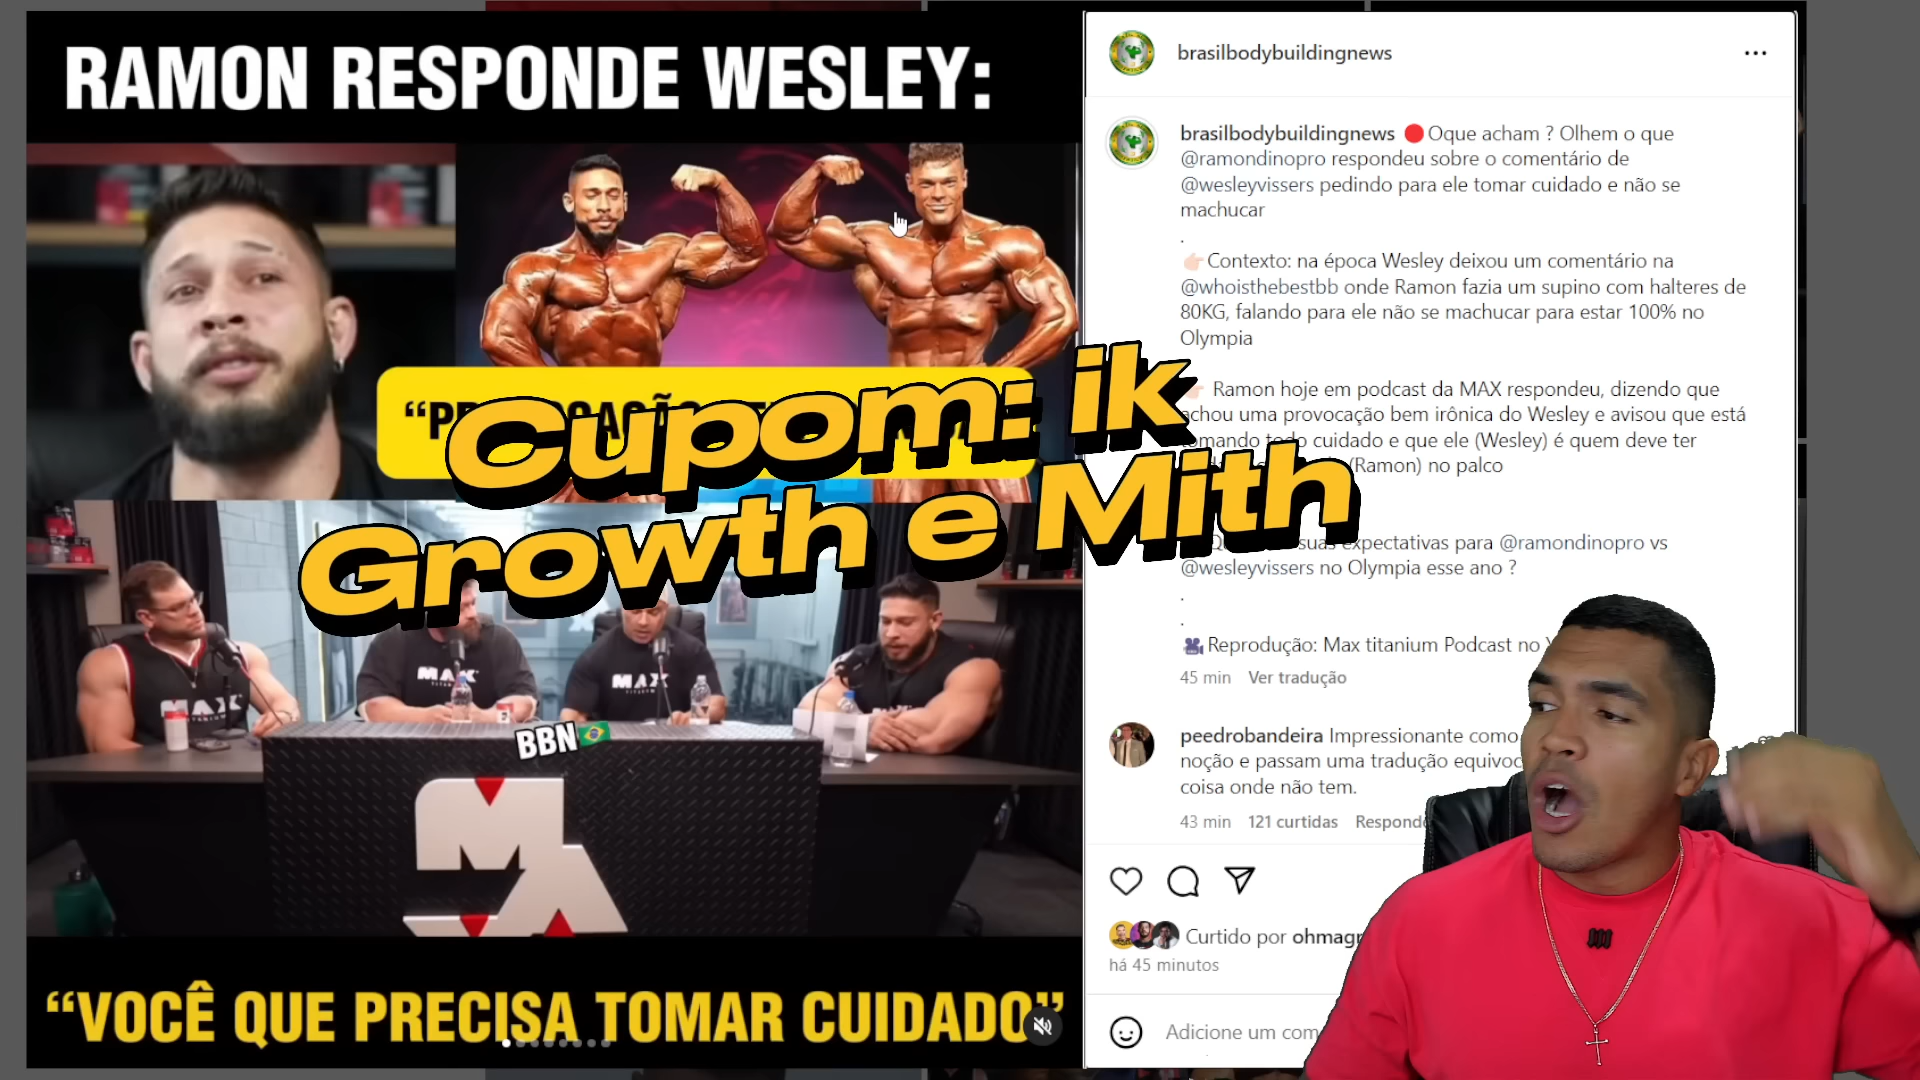 RAMON RESPONDE WESLEY:
Cupom: ik
Growth e Mith
MAX
MAX
MAX
BBN
MA
“VOCÊ QUE PRECISA TOMAR CUIDADO”
brasilbodybuildingnews
brasilbodybuildingnews 🔴Oque acham ? Olhem o que
@ramondinopro respondeu sobre o comentário de
@wesleyvissers pedindo para ele tomar cuidado e não se
machucar
.
👉🏻Contexto: na época Wesley deixou um comentário na
@whoisthebestbb onde Ramon fazia um supino com halteres de
80KG, falando para ele não se machucar para estar 100% no
Olympia
Ramon hoje em podcast da MAX respondeu, dizendo que
achou uma provocação bem irônica do Wesley e avisou que está
tomando todo cuidado e que ele (Wesley) é quem deve ter
(Ramon) no palco
suas expectativas para @ramondinopro vs
@wesleyvissers no Olympia esse ano ?
.
.
🎥Reprodução: Max titanium Podcast no
45 min Ver tradução
peedrobandeira Impressionante como
noção e passam uma tradução
coisa onde não tem.
43 min 121 curtidas
Curtido por
há 45 minutos
Adicione um